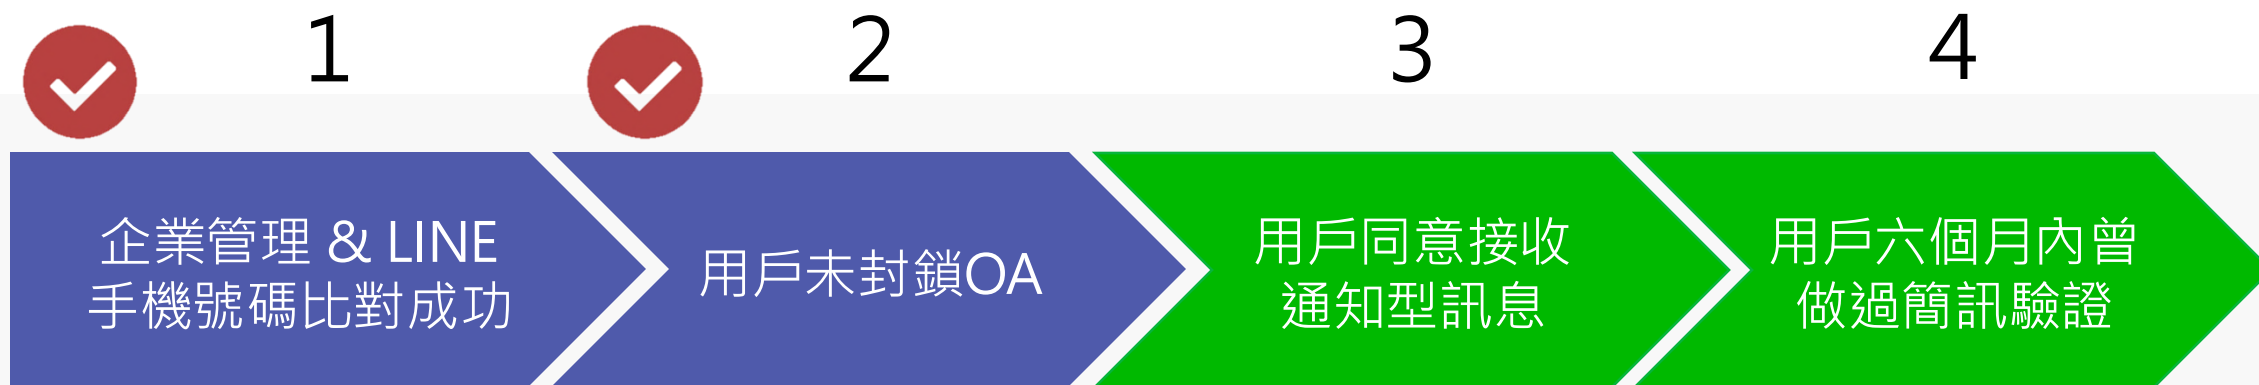 1
2
3
4
企業管理 & LINE
手機號碼比對成功
用戶未封鎖OA
用戶同意接收
通知型訊息
用戶六個月內曾
做過簡訊驗證